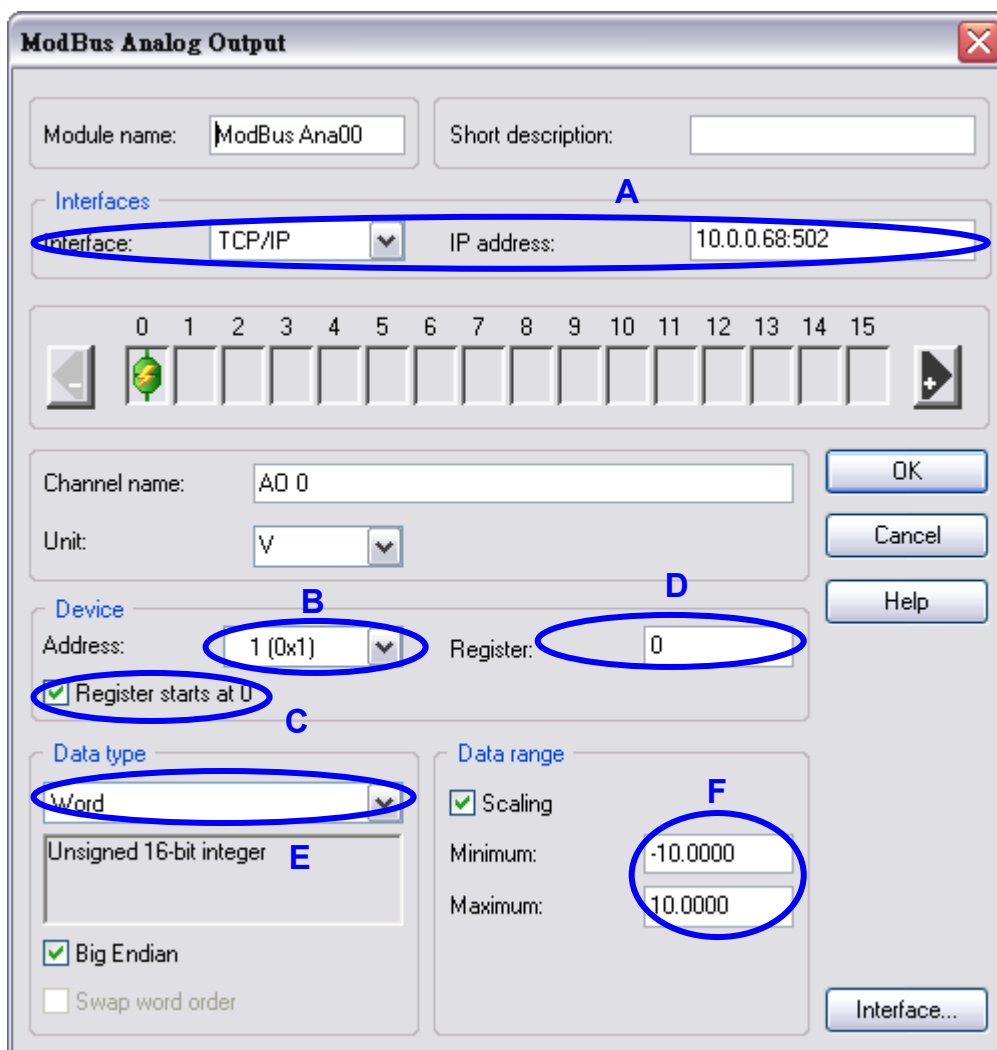 ModBus Analog Output
Module name: ModBus Ana00 Short description:
A
Interfaces
Interface: TCP/IP IP address: 10.0.0.68:502
0 1 2 3 4 5 6 7 8 9 10 11 12 13 14 15
- +
Channel name: AO 0
OK
Unit: V
Cancel
Help
Device B D
Address: 1 (0x1) Register: 0
Register starts at 0
C
Data type
Word
Unsigned 16-bit integer
E
Big Endian
Swap word order
Data range
Scaling
F
Minimum: -10.0000
Maximum: 10.0000
Interface...